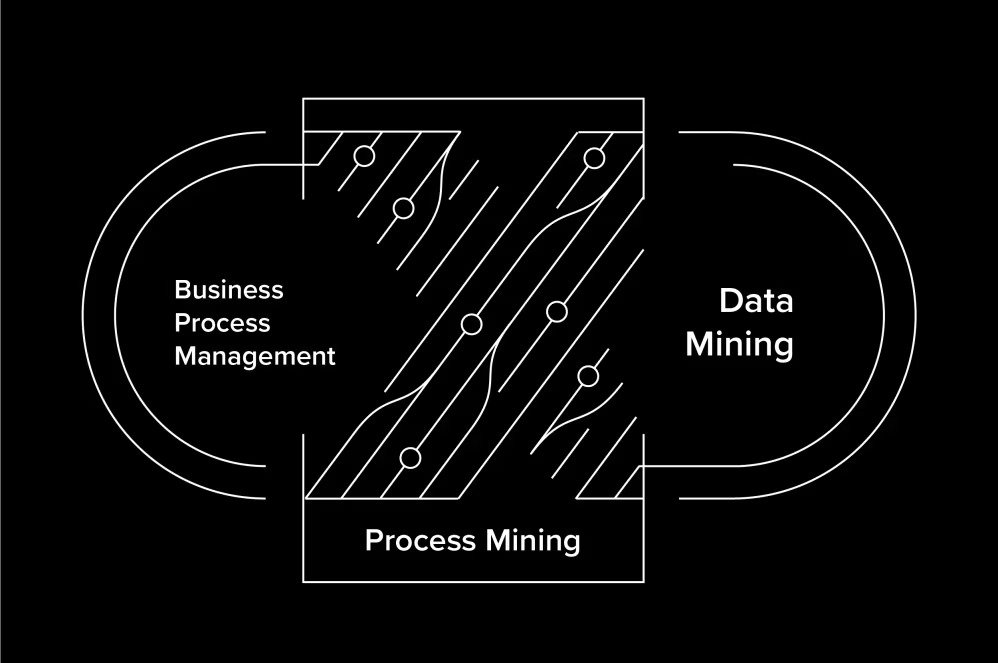 Business
Process
Management
Data
Mining
Process Mining